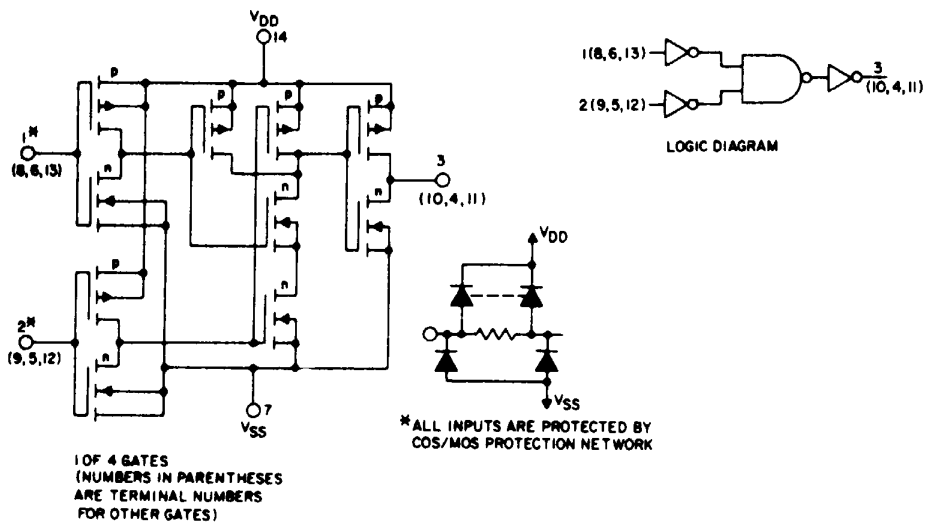 VDD
14
p
p
p
p
1*
(8,6,13)
n
n
n
3
(10,4,11)
p
n
2*
(9,5,12)
n
7
VSS
1 OF 4 GATES
(NUMBERS IN PARENTHESES
ARE TERMINAL NUMBERS
FOR OTHER GATES)
1(8,6,13)
2(9,5,12)
3
(10,4,11)
LOGIC DIAGRAM
VDD
VSS
*ALL INPUTS ARE PROTECTED BY
COS/MOS PROTECTION NETWORK